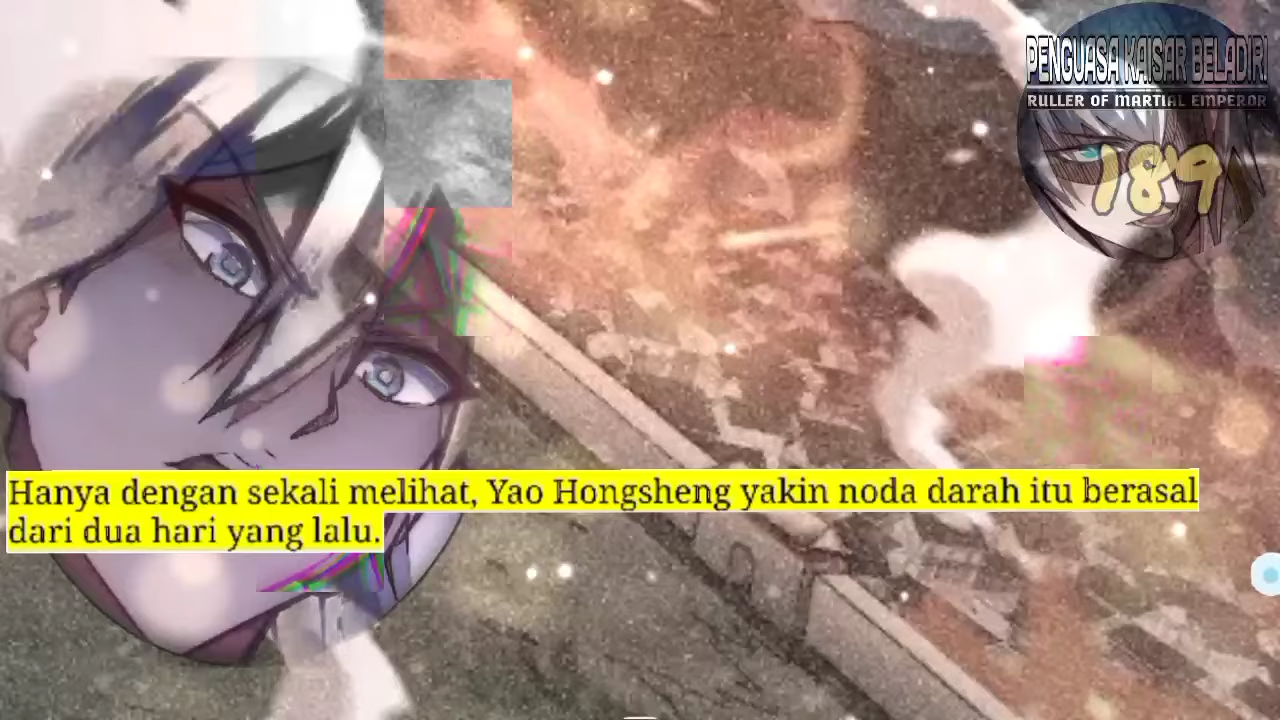 PENGUASA KAISAR BELADIRI
RULLER OF MARTIAL EMPEROR
189
Hanya dengan sekali melihat, Yao Hongsheng yakin noda darah itu berasal
dari dua hari yang lalu.